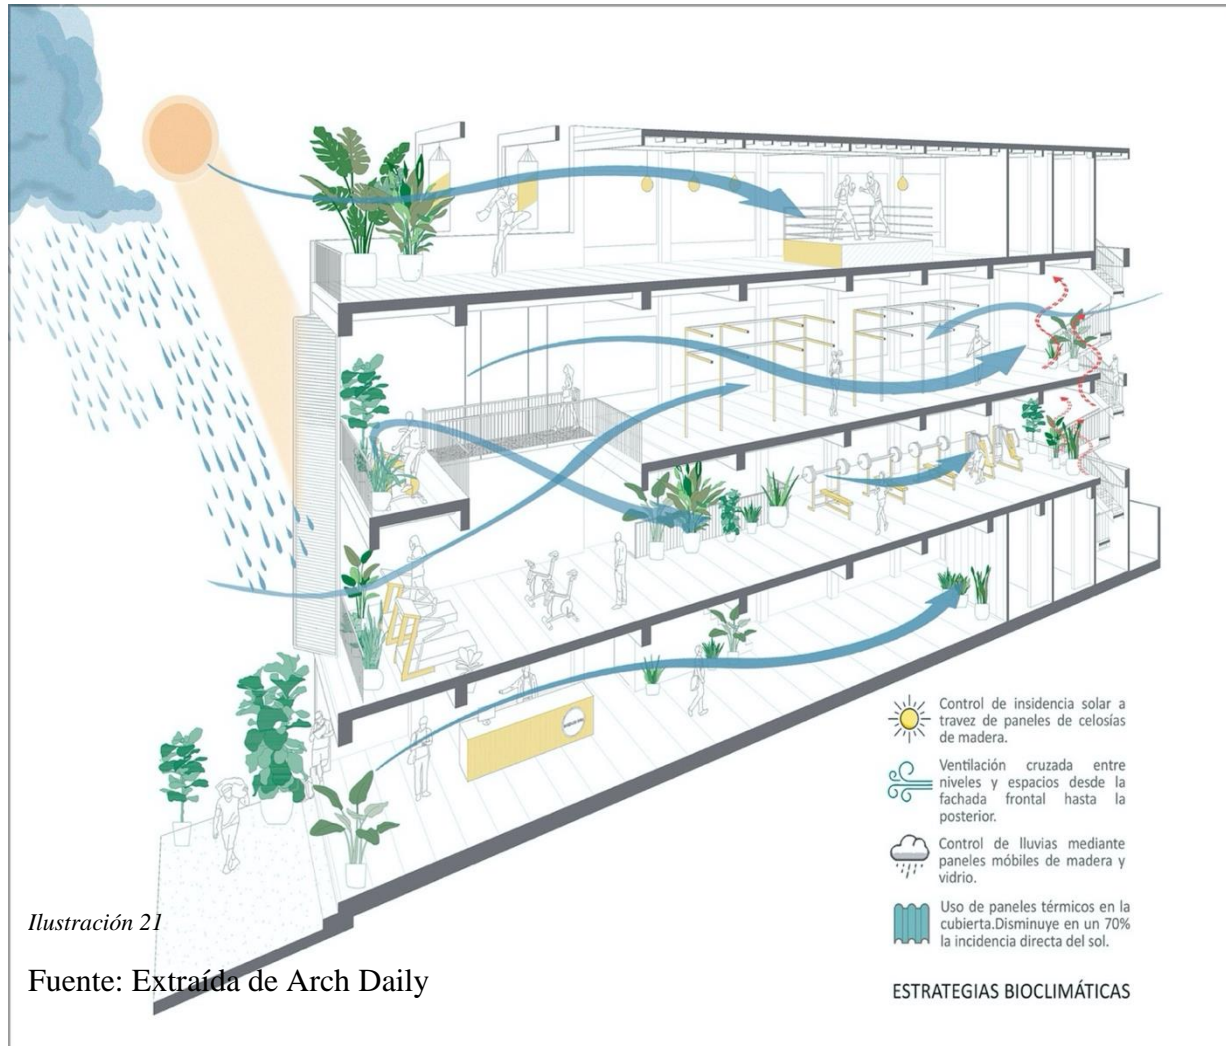 Control de insidencia solar a
travez de paneles de celosías
de madera.
Ventilación cruzada entre
niveles y espacios desde la
fachada frontal hasta la
posterior.
Control de lluvias mediante
paneles móbiles de madera y
vidrio.
Uso de paneles térmicos en la
cubierta.Disminuye en un 70%
la incidencia directa del sol.
ESTRATEGIAS BIOCLIMÁTICAS
Ilustración 21
Fuente: Extraída de Arch Daily